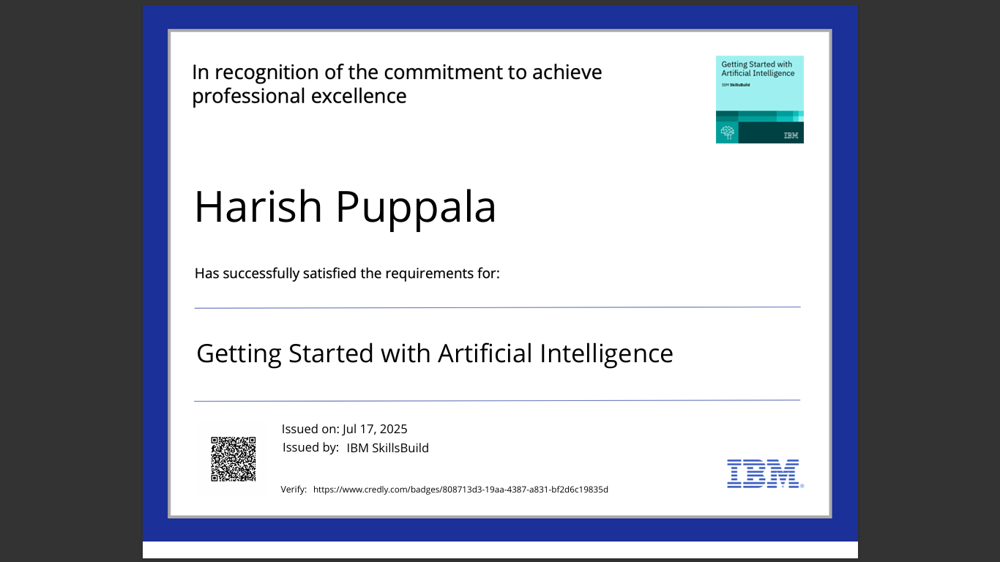 In recognition of the commitment to achieve
professional excellence
Getting Started with
Artificial Intelligence
IBM SkillsBuild
IBM
Harish Puppala
Has successfully satisfied the requirements for:
Getting Started with Artificial Intelligence
Issued on: Jul 17, 2025
Issued by: IBM SkillsBuild
Verify: https://www.credly.com/badges/808713d3-19aa-4387-a831-bf2d6c19835d
IBM®